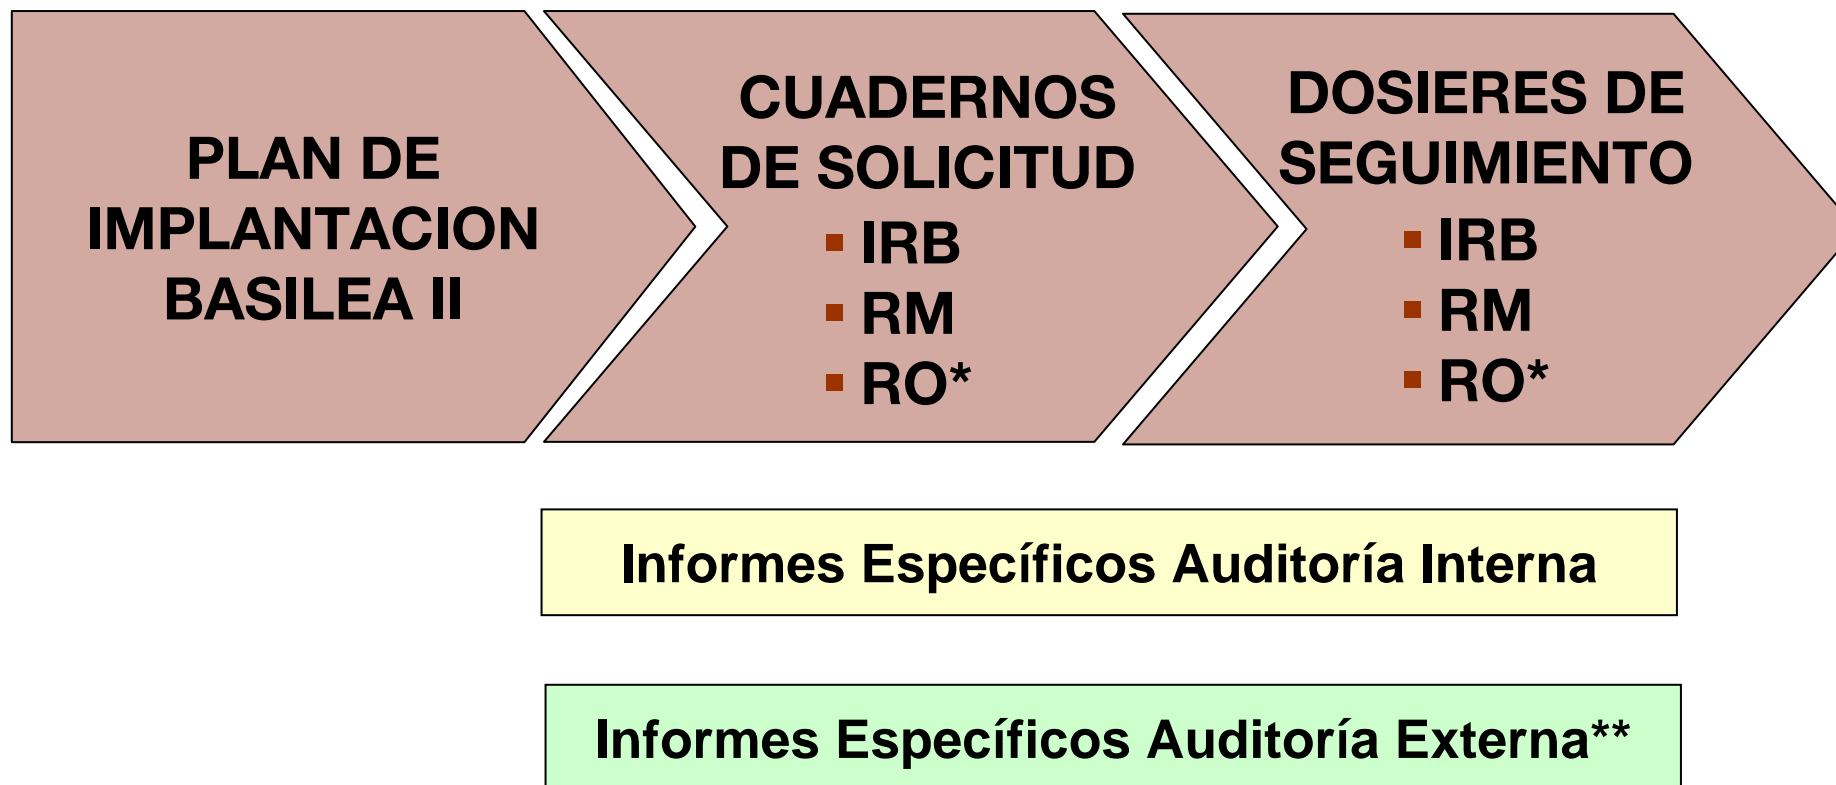 PLAN DE
IMPLANTACION
BASILEA II
CUADERNOS
DE SOLICITUD
▪ IRB
▪ RM
▪ RO*
DOSIERES DE
SEGUIMIENTO
▪ IRB
▪ RM
▪ RO*
Informes Específicos Auditoría Interna
Informes Específicos Auditoría Externa**